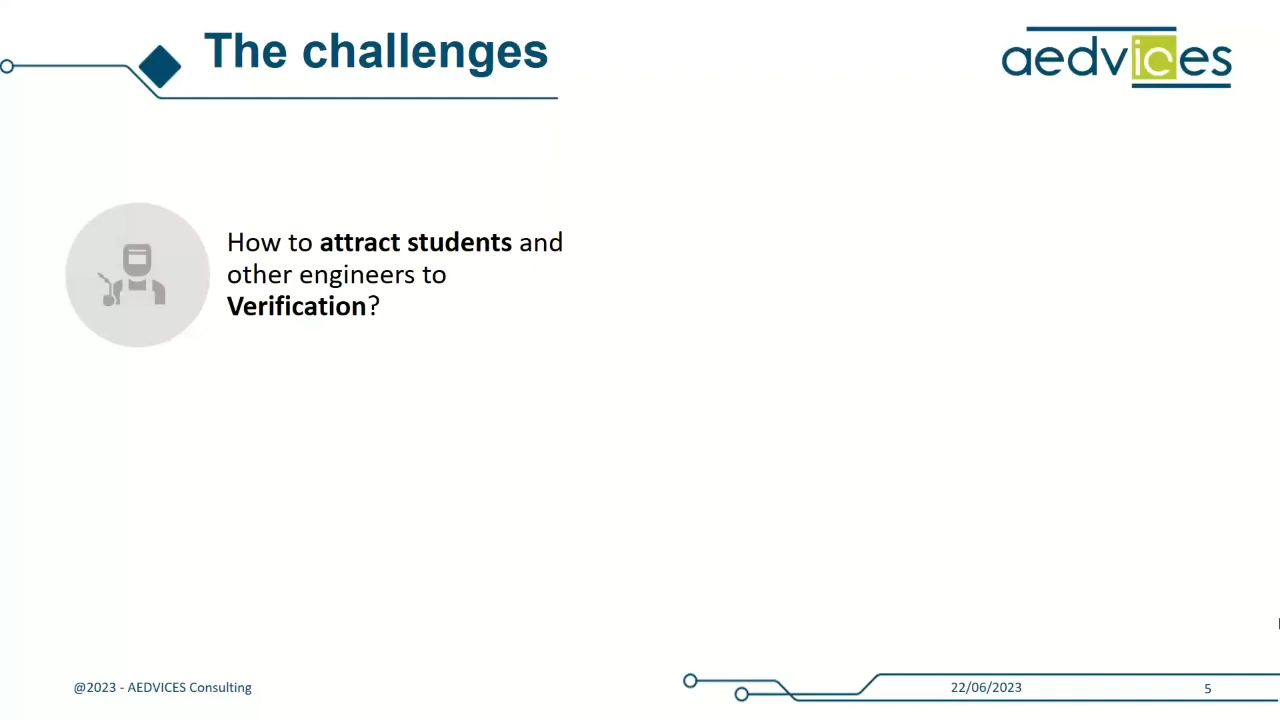 The challenges
aedvices
How to attract students and
other engineers to
Verification?
@2023 - AEDVICES Consulting
22/06/2023
5